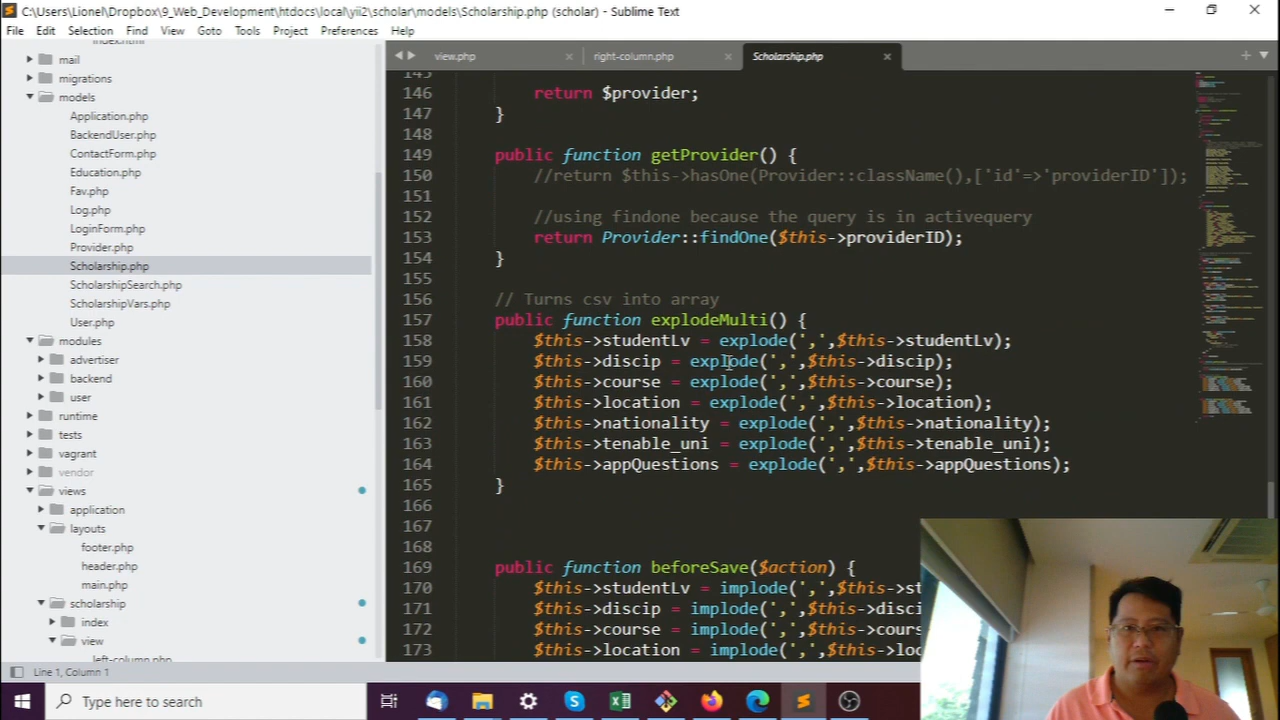 C:\Users\Lionel\Dropbox\9_Web_Development\htdocs\local\yii2\scholar\models\Scholarship.php (scholar) - Sublime Text
File Edit Selection Find View Goto Tools Project Preferences Help
index.html
mail
migrations
models
Application.php
BackendUser.php
ContactForm.php
Education.php
Fav.php
Log.php
LoginForm.php
Provider.php
Scholarship.php
ScholarshipSearch.php
ScholarshipVars.php
User.php
modules
advertiser
backend
user
runtime
tests
vagrant
vendor
views
application
layouts
footer.php
header.php
main.php
scholarship
index
view
left-column.php
view.php right-column.php Scholarship.php
145
146 return $provider;
147 }
148
149 public function getProvider() {
150 //return $this->hasOne(Provider::className(),['id'=>'providerID']);
151
152 //using findone because the query is in activequery
153 return Provider::findOne($this->providerID);
154 }
155
156 // Turns csv into array
157 public function explodeMulti() {
158 $this->studentLv = explode(',',$this->studentLv);
159 $this->discip = explode(',',$this->discip);
160 $this->course = explode(',',$this->course);
161 $this->location = explode(',',$this->location);
162 $this->nationality = explode(',',$this->nationality);
163 $this->tenable_uni = explode(',',$this->tenable_uni);
164 $this->appQuestions = explode(',',$this->appQuestions);
165 }
166
167
168
169 public function beforeSave($action) {
170 $this->studentLv = implode(',',$this->st
171 $this->discip = implode(',',$this->disci
172 $this->course = implode(',',$this->cours
173 $this->location = implode(',',$this->loc
Line 1, Column 1
Type here to search